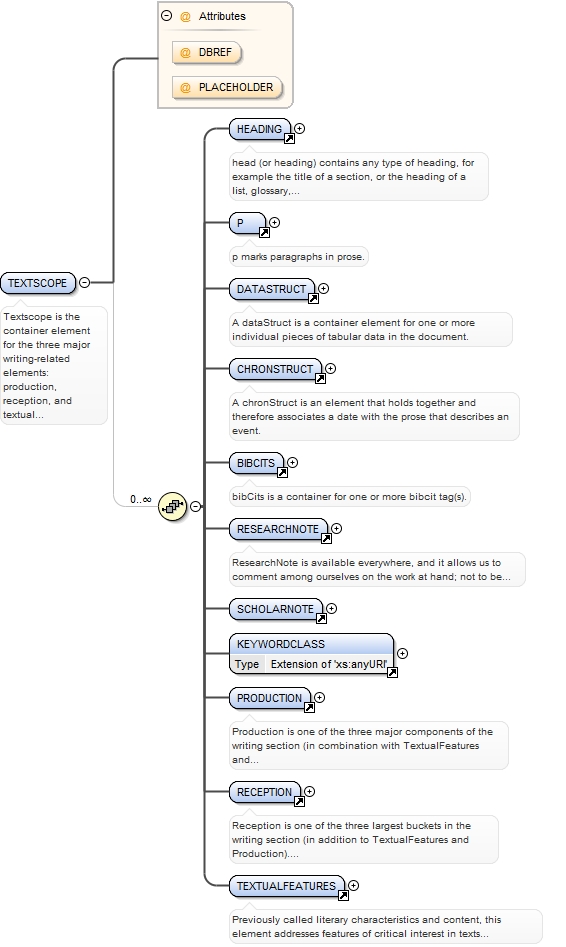 Attributes
@ DBREF
@ PLACEHOLDER
HEADING
head (or heading) contains any type of heading, for
example the title of a section, or the heading of a
list, glossary,...
P
p marks paragraphs in prose.
TEXTSCOPE
Textscope is the
container element
for the three major
writing-related
elements:
production,
reception, and
textual...
DATASTRUCT
A dataStruct is a container element for one or more
individual pieces of tabular data in the document.
CHRONSTRUCT
A chronStruct is an element that holds together and
therefore associates a date with the prose that describes an
event.
BIBCITS
bibCits is a container for one or more bibcit tag(s).
0..∞
RESEARCHNOTE
ResearchNote is available everywhere, and it allows us to
comment among ourselves on the work at hand; not to be...
SCHOLARNOTE
KEYWORDCLASS
Type Extension of 'xs:anyURI'
PRODUCTION
Production is one of the three major components of the
writing section (in combination with TextualFeatures
and...
RECEPTION
Reception is one of the three largest buckets in the
writing section (in addition to TextualFeatures and
Production)....
TEXTUALFEATURES
Previously called literary characteristics and content, this
element addresses features of critical interest in texts...